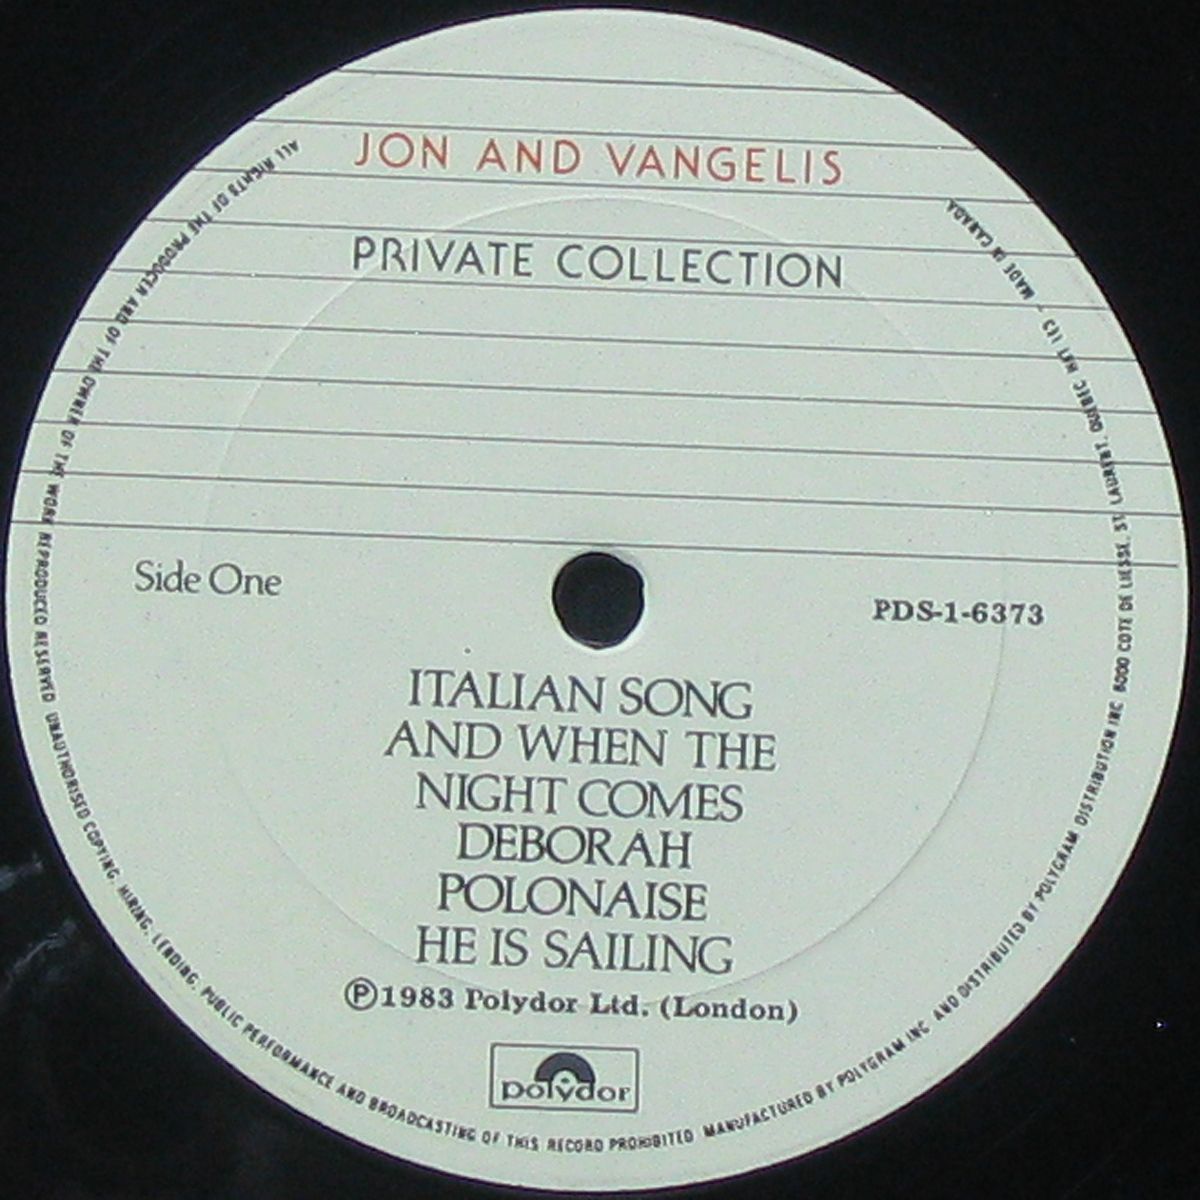 JON AND VANGELIS
PRIVATE COLLECTION
Side One
PDS-1-6373
ITALIAN SONG
AND WHEN THE
NIGHT COMES
DEBORAH
POLONAISE
HE IS SAILING
Ⓟ1983 Polydor Ltd. (London)
polydor
ALL RIGHTS OF THE PRODUCER AND OF THE OWNER OF THE WORK REPRODUCED RESERVED UNAUTHORISED COPYING, HIRING, LENDING, PUBLIC PERFORMANCE AND BROADCASTING OF THIS RECORD PROHIBITED MANUFACTURED BY POLYGRAM INC. AND DISTRIBUTED BY POLYGRAM DISTRIBUTION INC 6000 COTE DE LIESSE, ST. LAURENT, QUEBEC H4T 1E3 - MADE IN CANADA